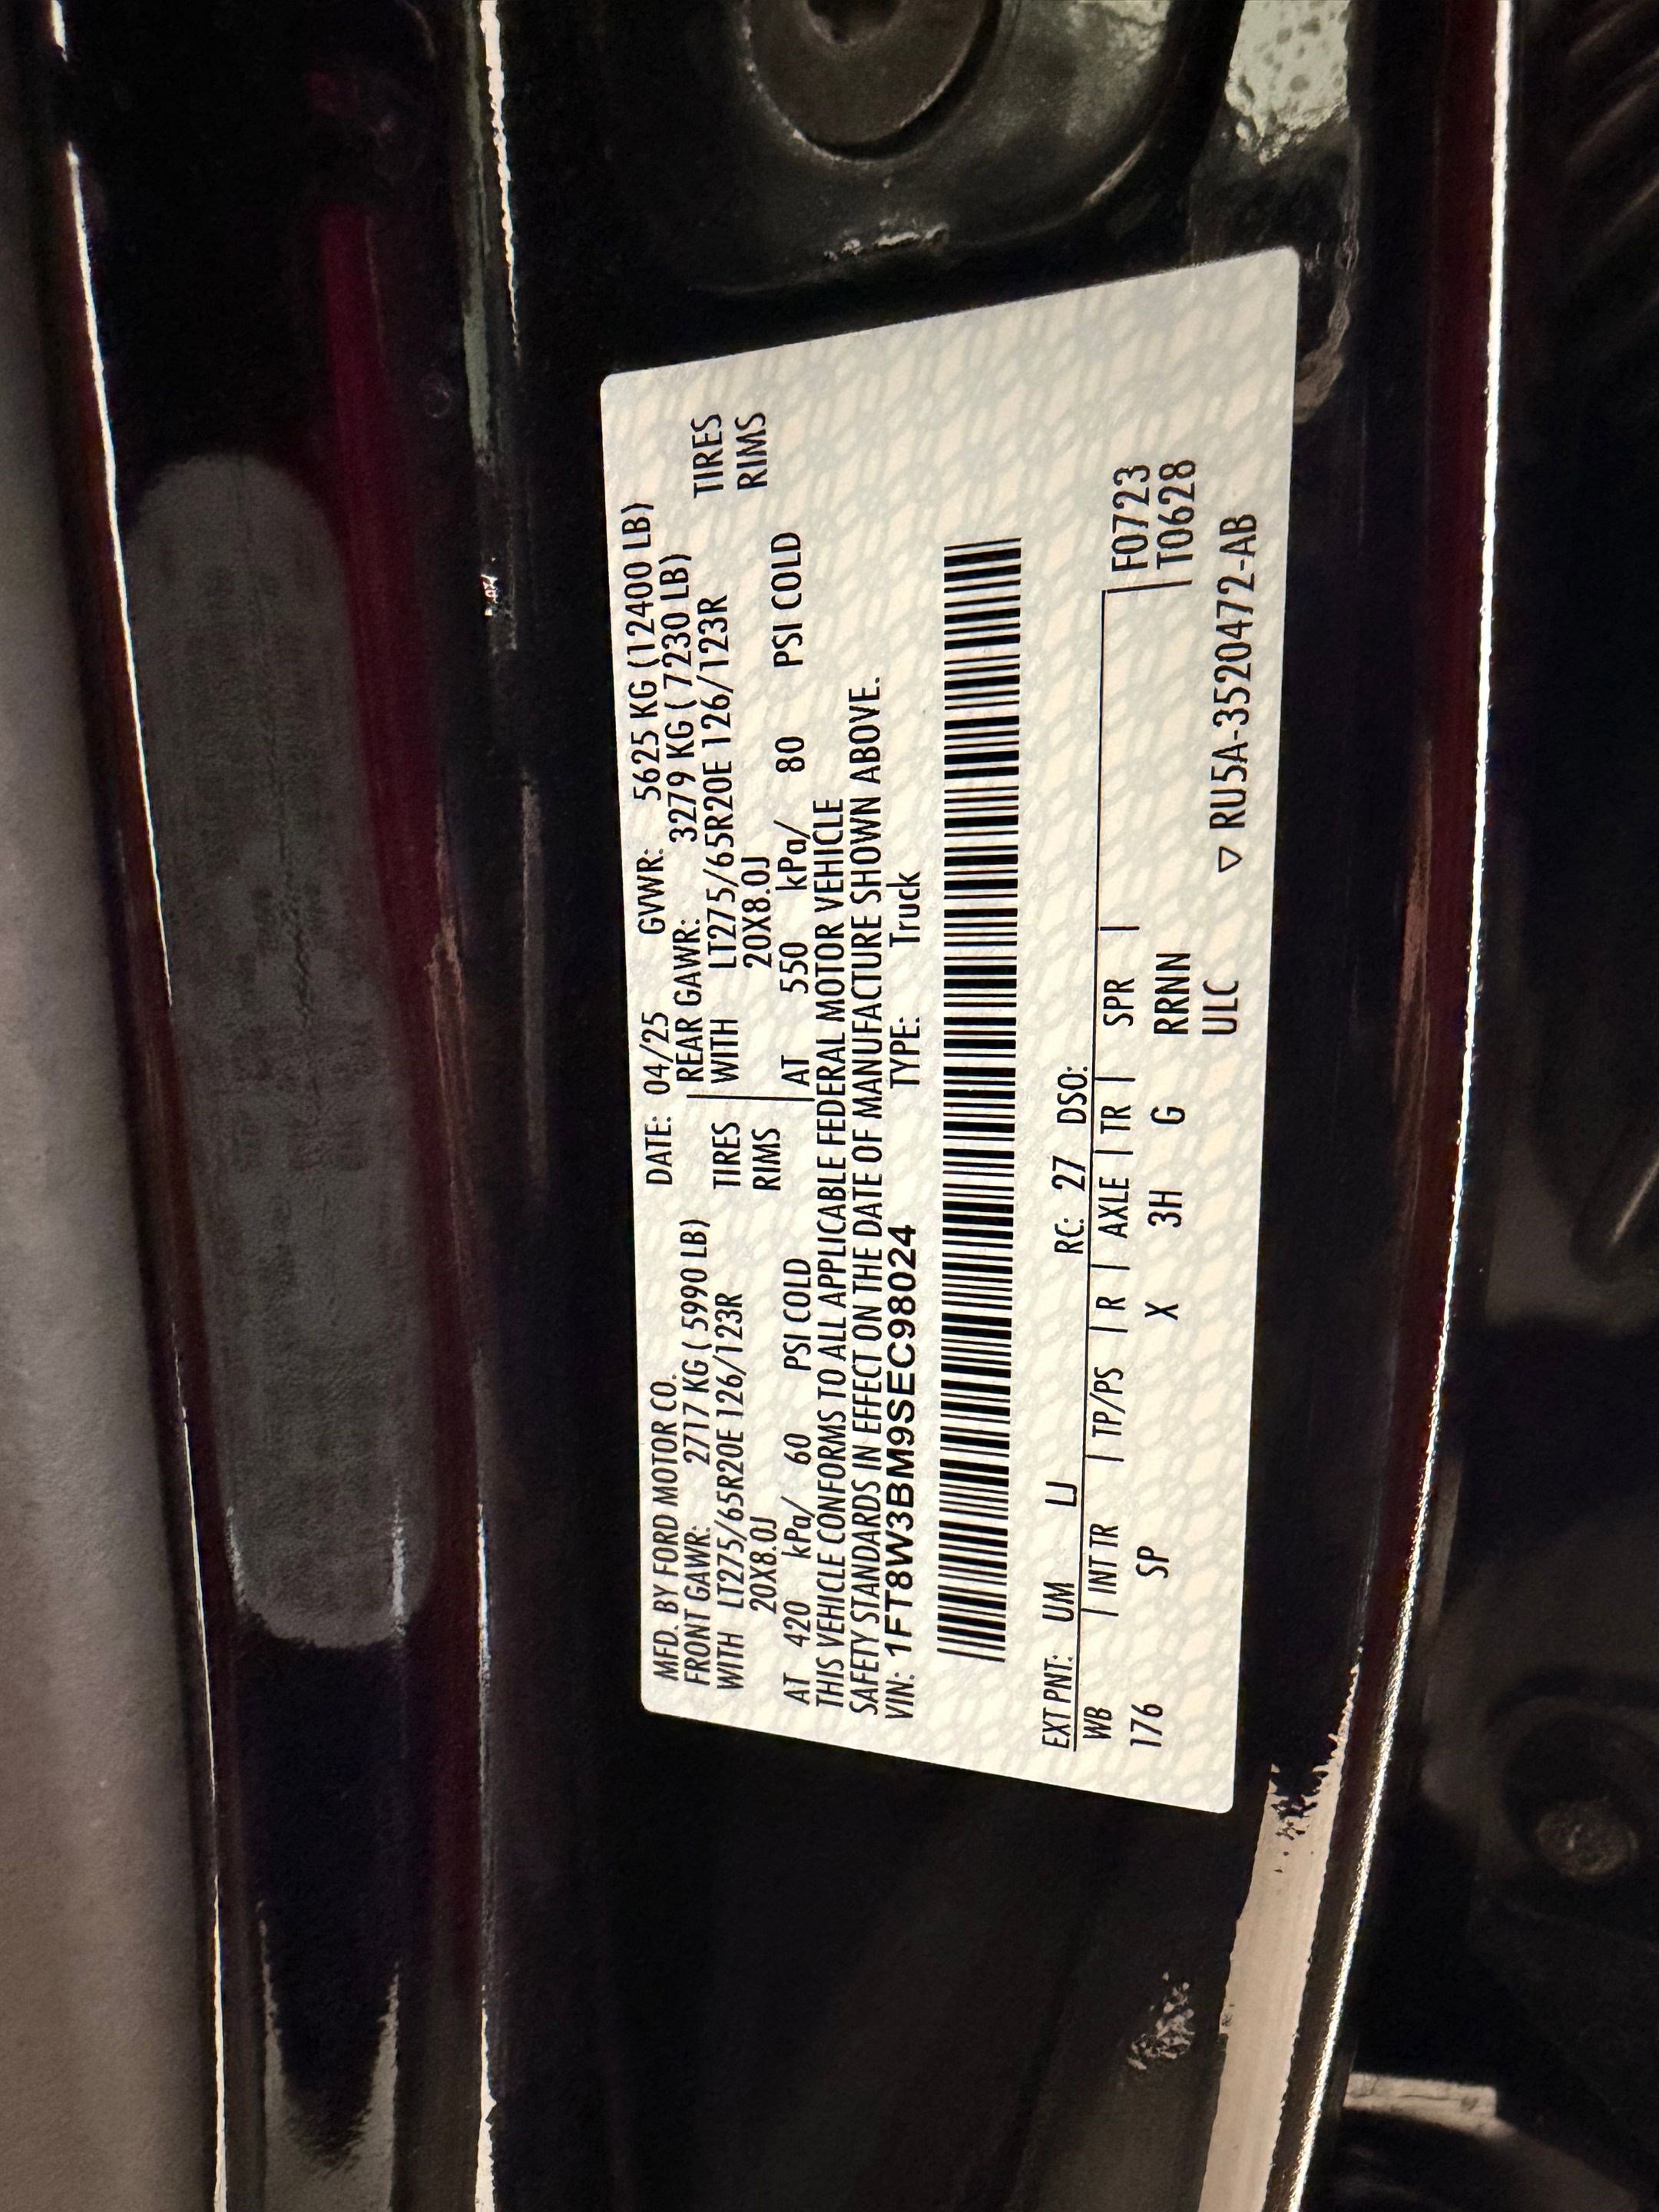 MFD. BY FORD MOTOR CO. DATE: 04/25 GVWR: 5625 KG (12400 LB)
FRONT GAWR: 2717 KG ( 5990 LB) REAR GAWR: 3279 KG ( 7230 LB)
WITH LT275/65R20E 126/123R TIRES WITH LT275/65R20E 126/123R TIRES
20X8.0J RIMS 20X8.0J RIMS
AT 420 kPa/ 60 PSI COLD AT 550 kPa/ 80 PSI COLD
THIS VEHICLE CONFORMS TO ALL APPLICABLE FEDERAL MOTOR VEHICLE
SAFETY STANDARDS IN EFFECT ON THE DATE OF MANUFACTURE SHOWN ABOVE.
VIN: 1FT8W3BM9SEC98024 TYPE: Truck
EXT PNT: UM LJ RC: 27 DSO:
WB INT TR TP/PS R AXLE TR SPR F0723
176 SP X 3H G RRNN T0628
ULC
▽ RU5A-3520472-AB